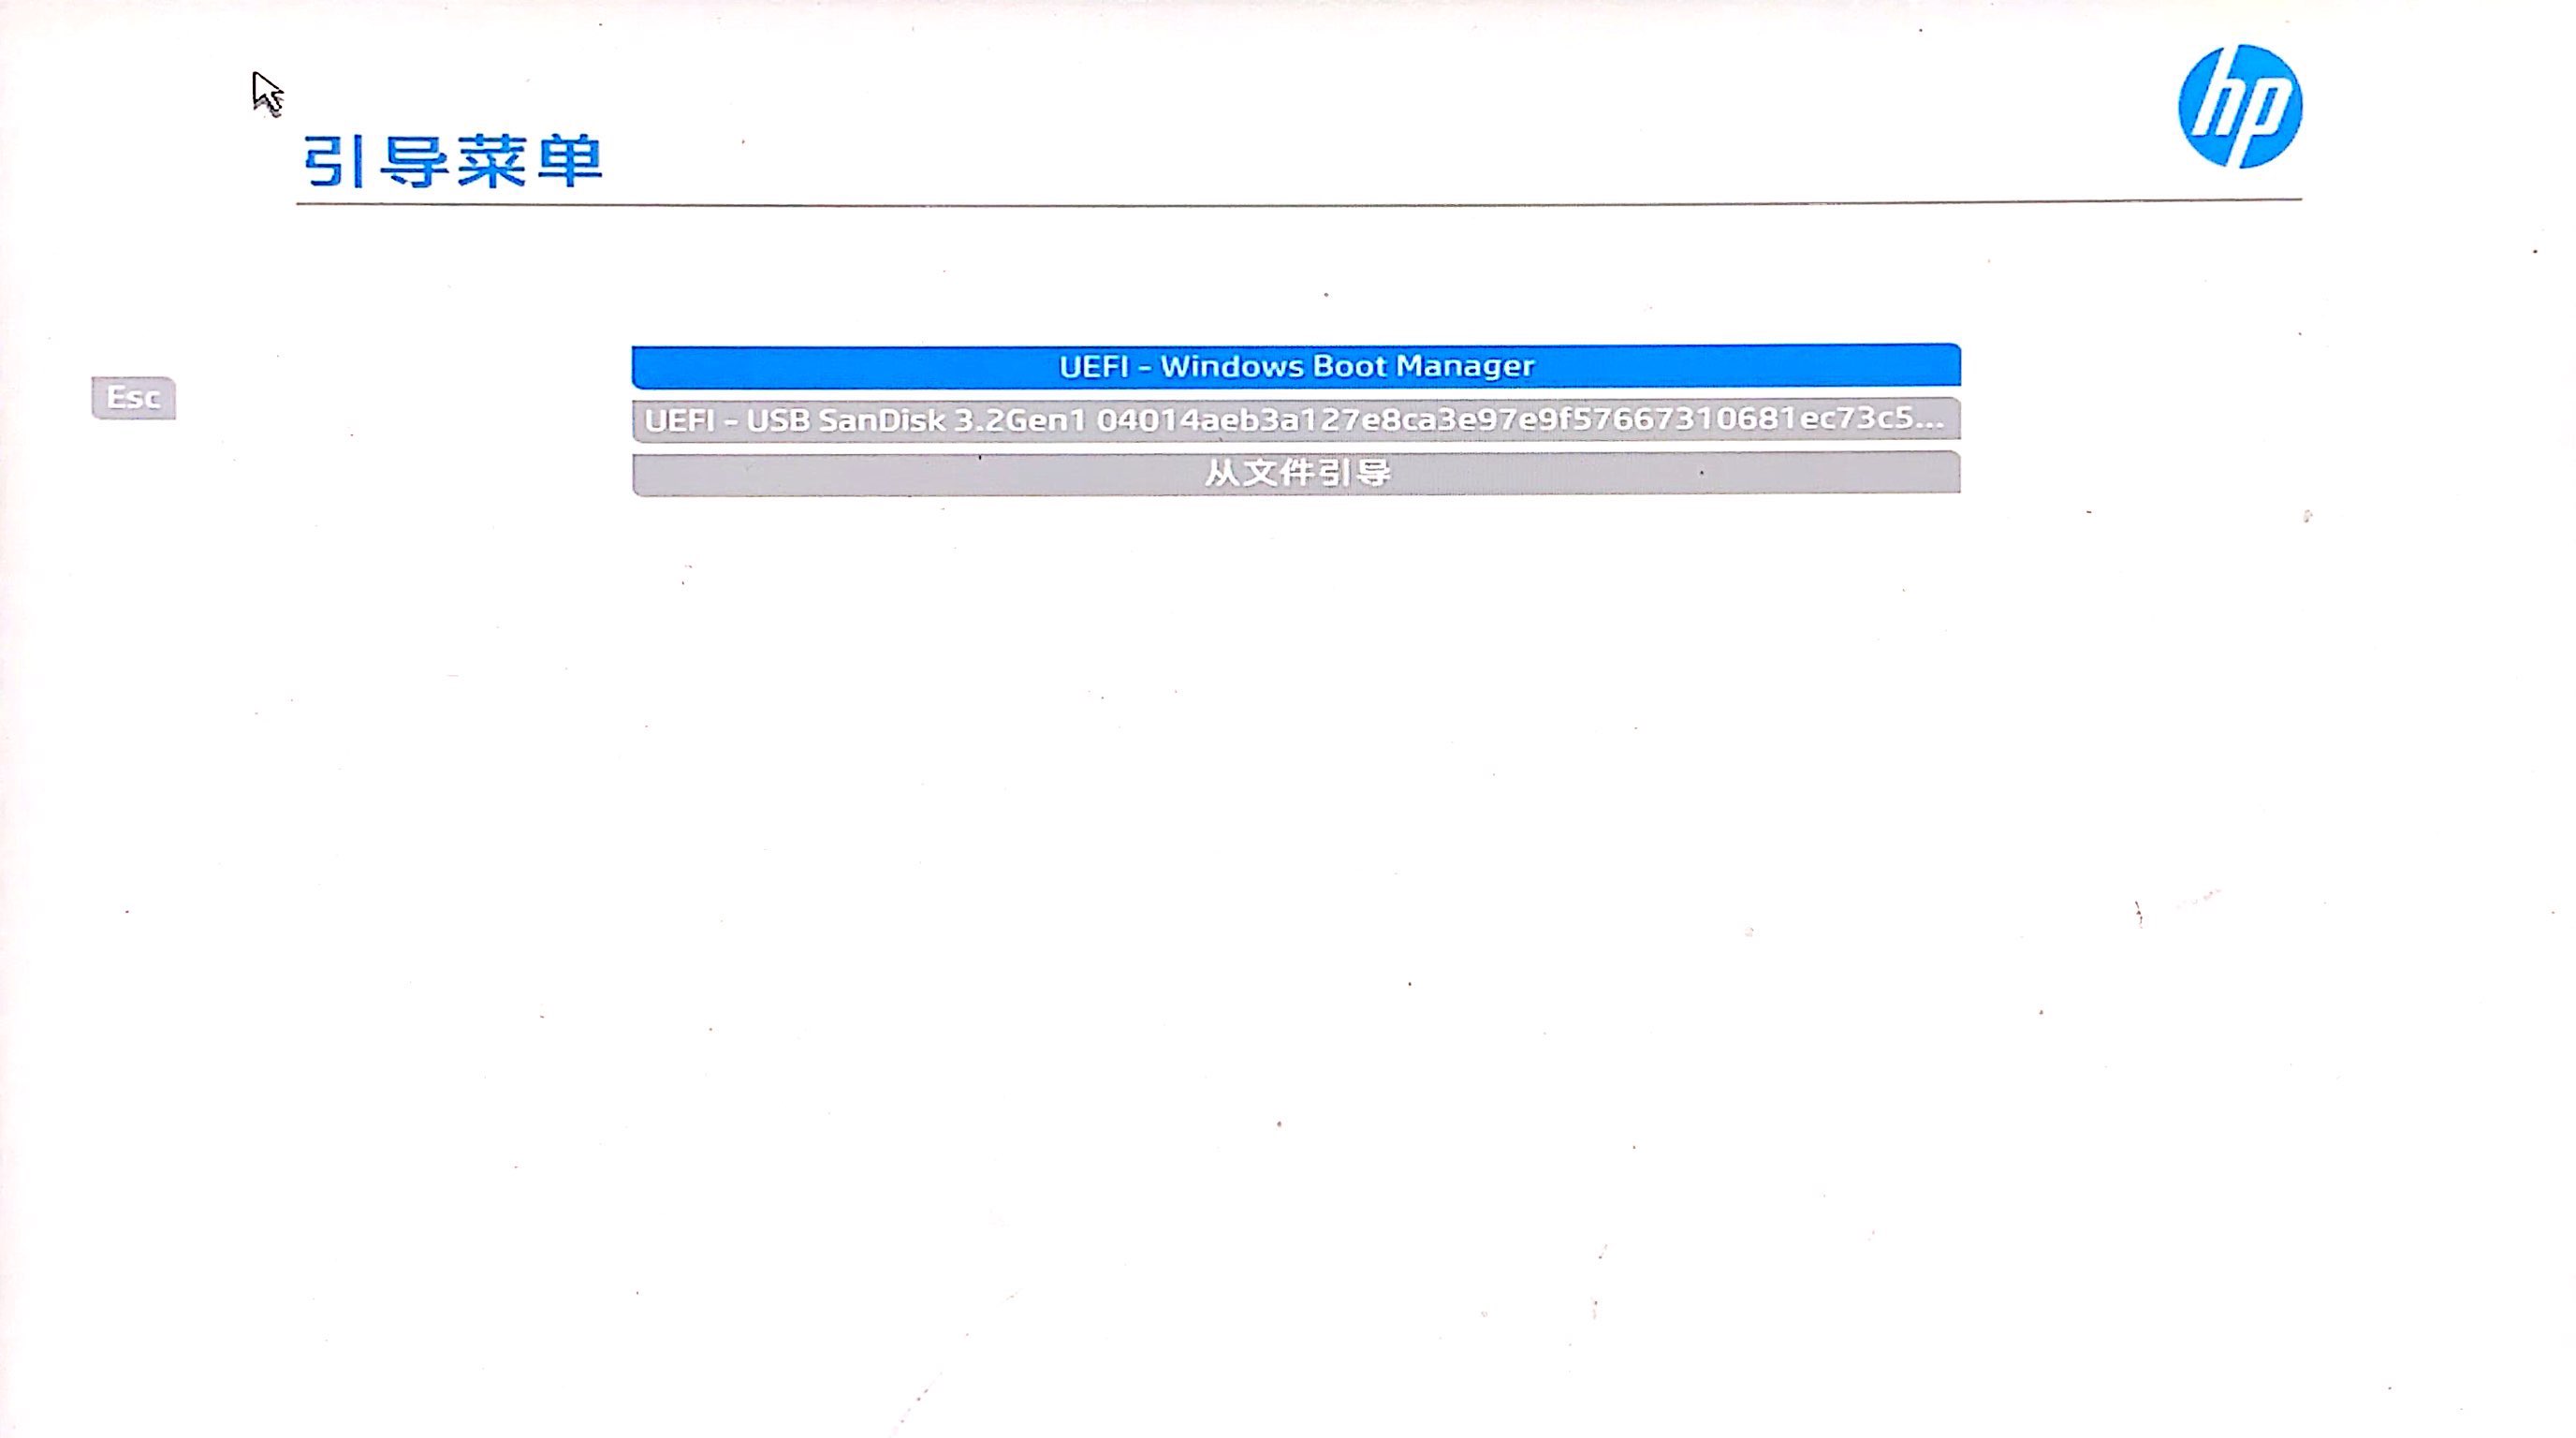 hp
引导菜单
UEFI - Windows Boot Manager
Esc
UEFI - USB SanDisk 3.2Gen1 04014aeb3a127e8ca3e97e9f57667310681ec73c5...
从文件引导